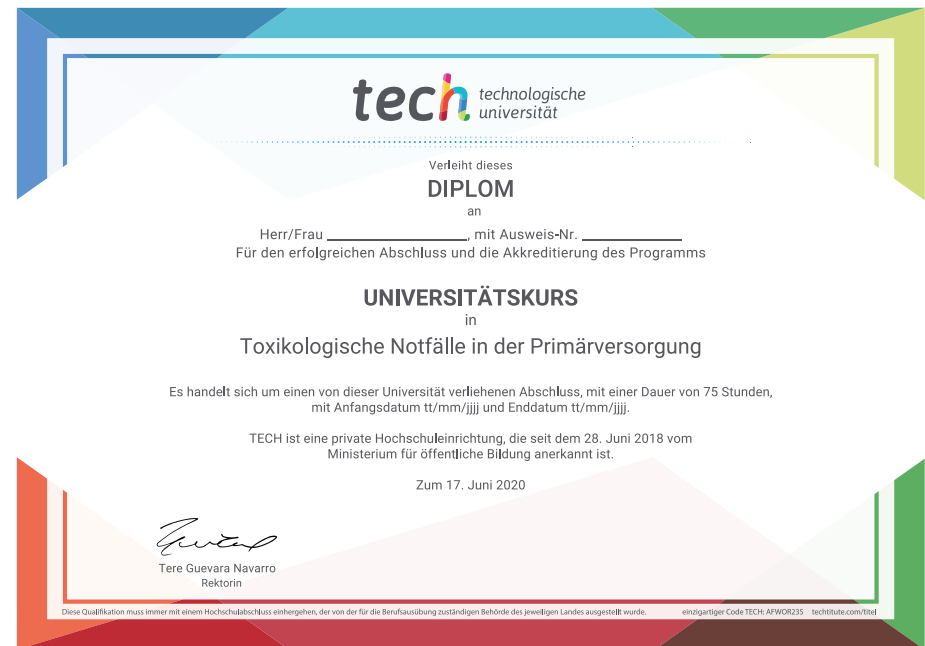 tech technologische
universität
Verleiht dieses
DIPLOM
an
Herr/Frau ____________, mit Ausweis-Nr. ____________
Für den erfolgreichen Abschluss und die Akkreditierung des Programms
UNIVERSITÄTSKURS
in
Toxikologische Notfälle in der Primärversorgung
Es handelt sich um einen von dieser Universität verliehenen Abschluss, mit einer Dauer von 75 Stunden,
mit Anfangsdatum tt/mm/jjjj und Enddatum tt/mm/jjjj.
TECH ist eine private Hochschuleinrichtung, die seit dem 28. Juni 2018 vom
Ministerium für öffentliche Bildung anerkannt ist.
Zum 17. Juni 2020
Tere Guevara Navarro
Rektorin
Diese Qualifikation muss immer mit einem Hochschulabschluss einhergehen, der von der für die Berufsausübung zuständigen Behörde des jeweiligen Landes ausgestellt wurde. einzigartiger Code TECH: AFWOR235 techtitute.com/titel